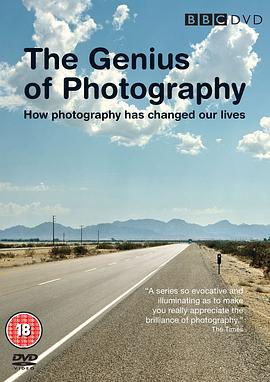 BBC DVD
The Genius
of Photography
How photography has changed our lives
"A series so evocative and
illuminating as to make
you really appreciate the
brilliance of photography."
The Times
18
DVD
VIDEO